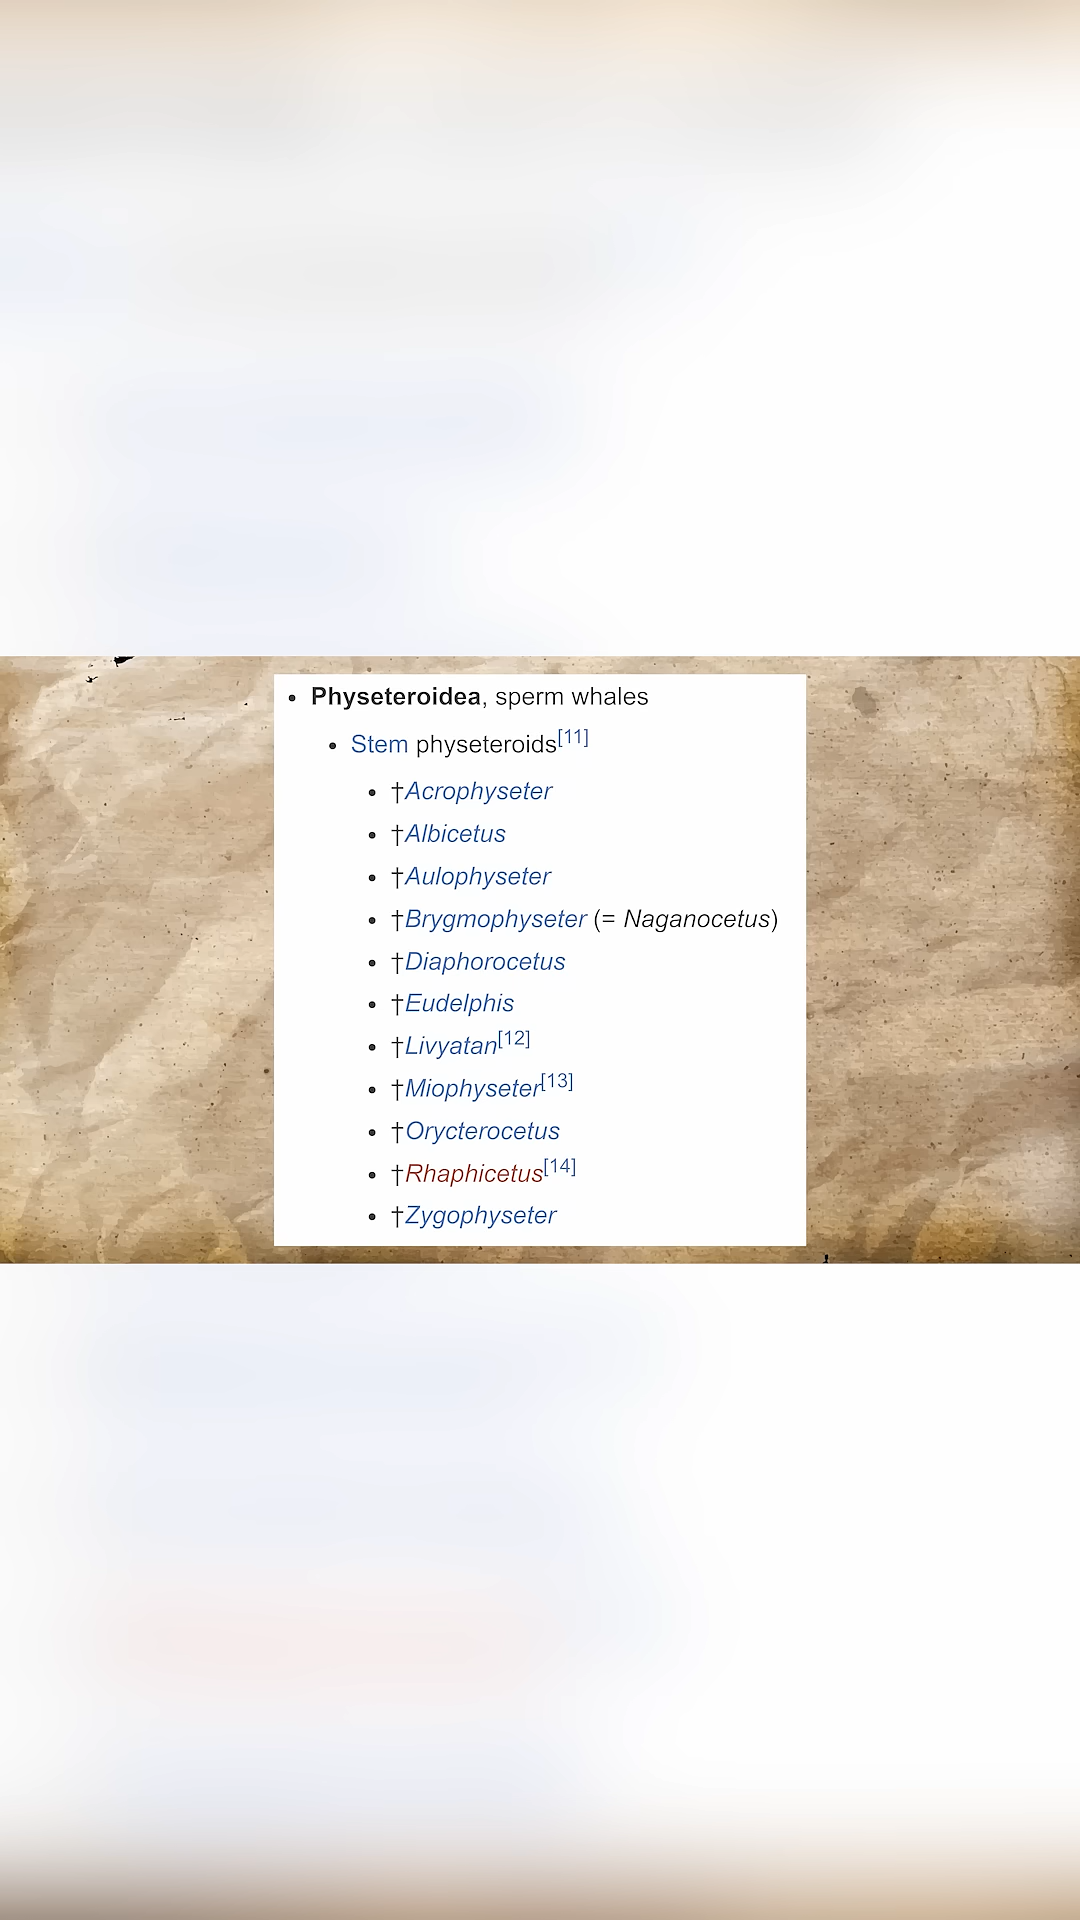 • Physeteroidea, sperm whales
• Stem physeteroids[11]
• †Acrophyseter
• †Albicetus
• †Aulophyseter
• †Brygmophyseter (= Naganocetus)
• †Diaphorocetus
• †Eudelphis
• †Livyatan[12]
• †Miophyseter[13]
• †Orycterocetus
• †Rhaphicetus[14]
• †Zygophyseter